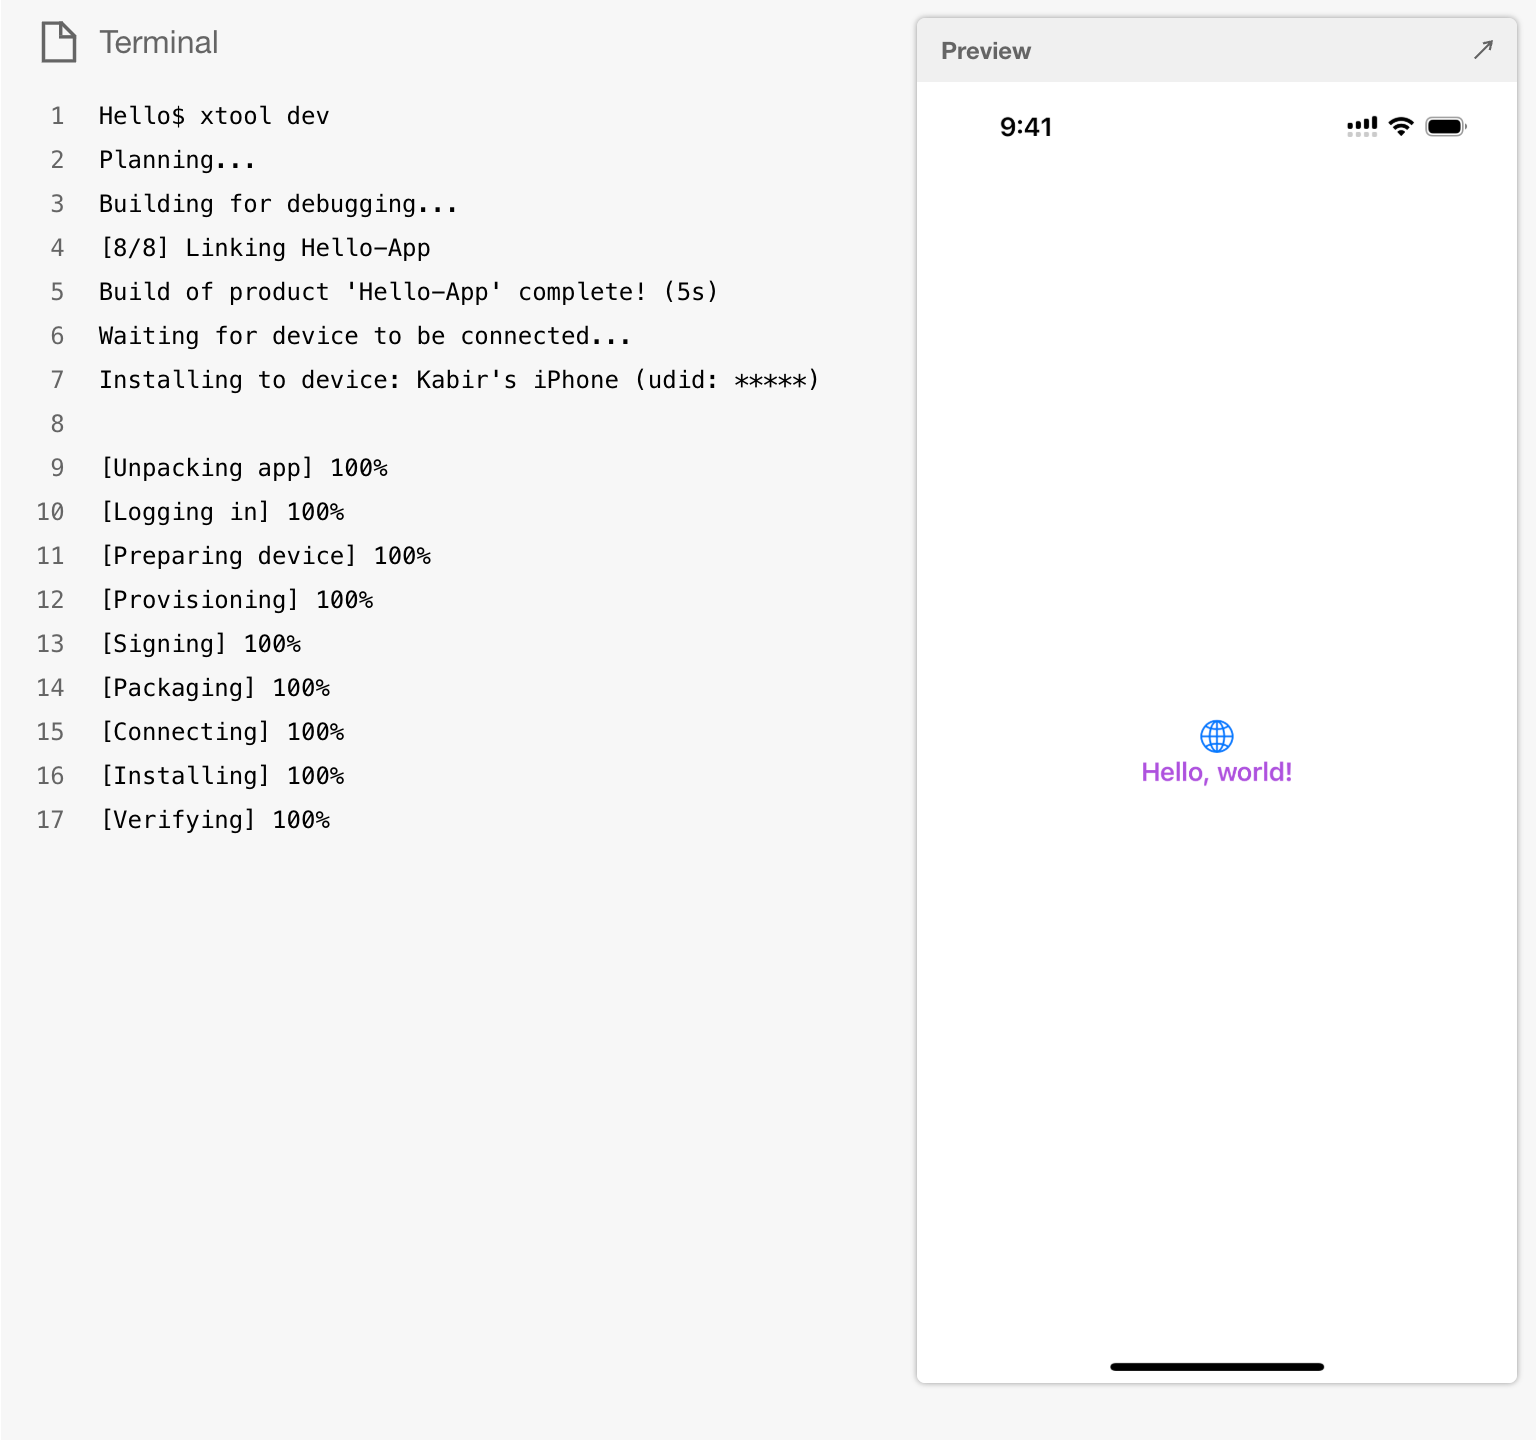 Terminal
1 Hello$ xtool dev
2 Planning...
3 Building for debugging...
4 [8/8] Linking Hello-App
5 Build of product 'Hello-App' complete! (5s)
6 Waiting for device to be connected...
7 Installing to device: Kabir's iPhone (udid: *****)
8
9 [Unpacking app] 100%
10 [Logging in] 100%
11 [Preparing device] 100%
12 [Provisioning] 100%
13 [Signing] 100%
14 [Packaging] 100%
15 [Connecting] 100%
16 [Installing] 100%
17 [Verifying] 100%
Preview
9:41
Hello, world!